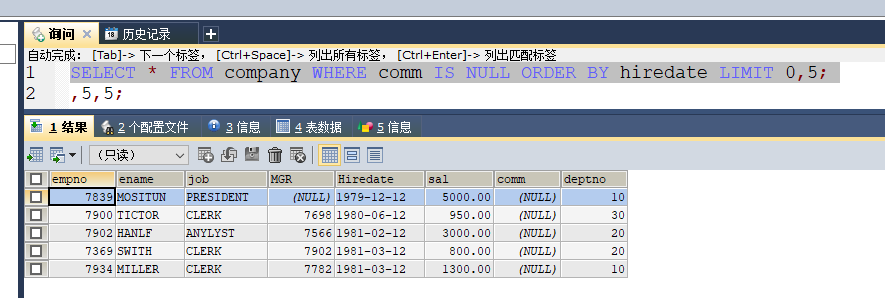 询问 历史记录
自动完成： [Tab]-> 下一个标签， [Ctrl+Space]-> 列出所有标签， [Ctrl+Enter]-> 列出匹配标签
1 SELECT * FROM company WHERE comm IS NULL ORDER BY hiredate LIMIT 0,5;
2 ,5,5;
1 结果 2 个配置文件 3 信息 4 表数据 5 信息
（只读）
empno ename job MGR Hiredate sal comm deptno
7839 MOSITUN PRESIDENT (NULL) 1979-12-12 5000.00 (NULL) 10
7900 TICTOR CLERK 7698 1980-06-12 950.00 (NULL) 30
7902 HANLF ANYLYST 7566 1981-02-12 3000.00 (NULL) 20
7369 SWITH CLERK 7902 1981-03-12 800.00 (NULL) 20
7934 MILLER CLERK 7782 1981-03-12 1300.00 (NULL) 10